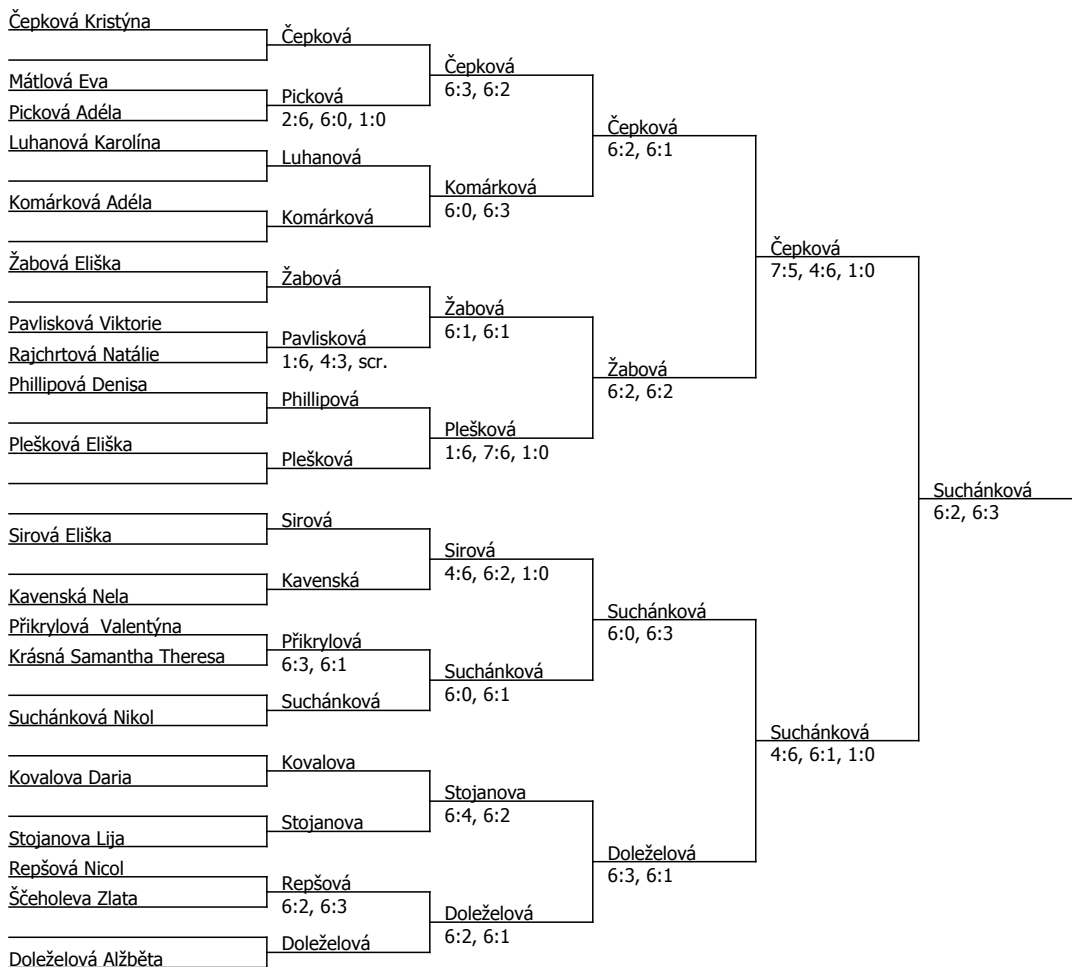 Čepková Kristýna
Mátlová Eva
Picková Adéla
Luhanová Karolína
Komárková Adéla
Žabová Eliška
Pavlisková Viktorie
Rajchrtová Natálie
Phillipová Denisa
Plešková Eliška
Sirová Eliška
Kavenská Nela
Přikrylová  Valentýna
Krásná Samantha Theresa
Suchánková Nikol
Kovalova Daria
Stojanova Lija
Repšová Nicol
Ščeholeva Zlata
Doleželová Alžběta
Čepková
Picková
2:6, 6:0, 1:0
Luhanová
Komárková
Žabová
Pavlisková
1:6, 4:3, scr.
Phillipová
Plešková
Sirová
Kavenská
Přikrylová
6:3, 6:1
Suchánková
Kovalova
Stojanova
Repšová
6:2, 6:3
Doleželová
Čepková
6:3, 6:2
Komárková
6:0, 6:3
Žabová
6:1, 6:1
Plešková
1:6, 7:6, 1:0
Sirová
4:6, 6:2, 1:0
Suchánková
6:0, 6:1
Stojanova
6:4, 6:2
Doleželová
6:2, 6:1
Čepková
6:2, 6:1
Žabová
6:2, 6:2
Suchánková
6:0, 6:3
Doleželová
6:3, 6:1
Čepková
7:5, 4:6, 1:0
Suchánková
4:6, 6:1, 1:0
Suchánková
6:2, 6:3